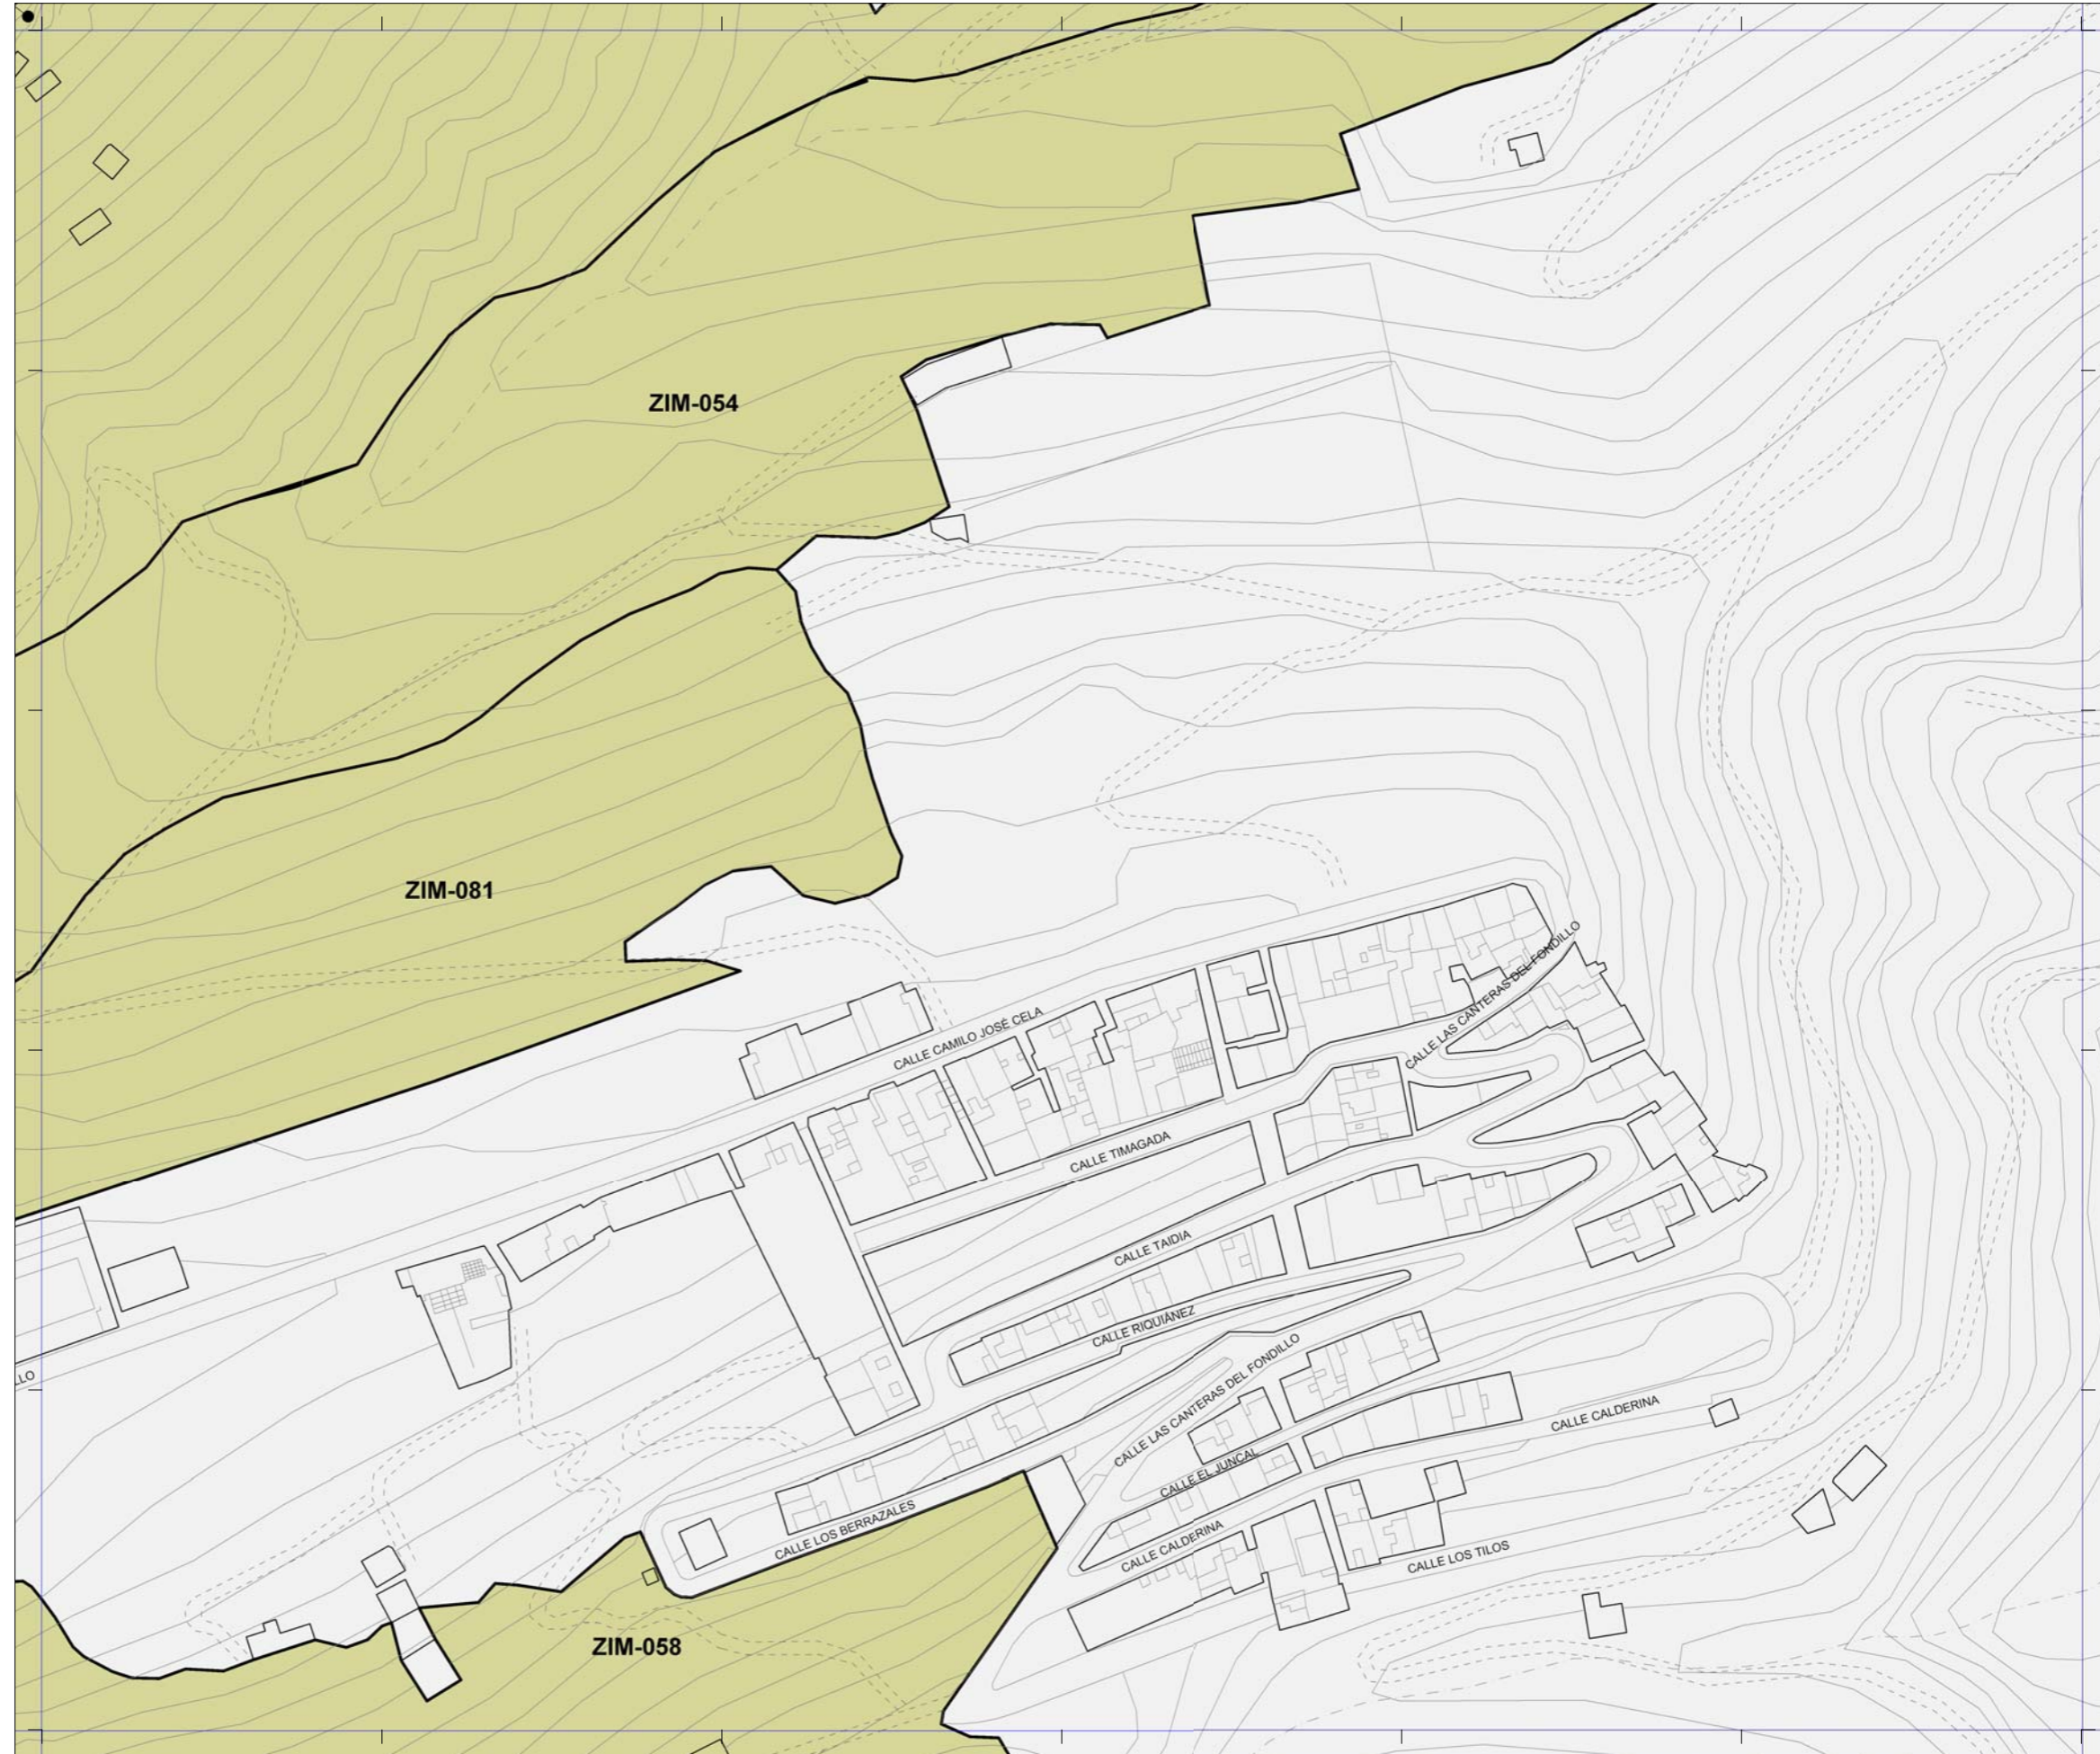 ZIM-054
ZIM-081
CALLE LAS CANTERAS DEL FONDILLO
CALLE CAMILO JOSÉ CELA
CALLE TIMAGADA
CALLE TAIDIA
CALLE RIQUIÁNEZ
LLO
CALLE LAS CANTERAS DEL FONDILLO
CALLE CALDERINA
CALLE EL JUNCAL
CALLE LOS BERRAZALES
CALLE CALDERINA
CALLE LOS TILOS
ZIM-058